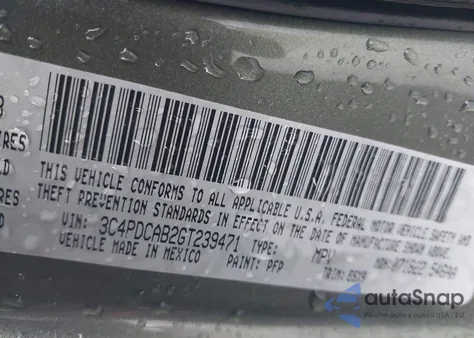 THIS VEHICLE CONFORMS TO ALL APPLICABLE U.S.A. FEDERAL MOTOR VEHICLE SAFETY AND
THEFT PREVENTION STANDARDS IN EFFECT ON THE DATE OF MANUFACTURE SHOWN ABOVE.
VIN: 3C4PDCAB2GT239471 TYPE: MPV
MADE IN MEXICO PAINT: PFP
autoSnap